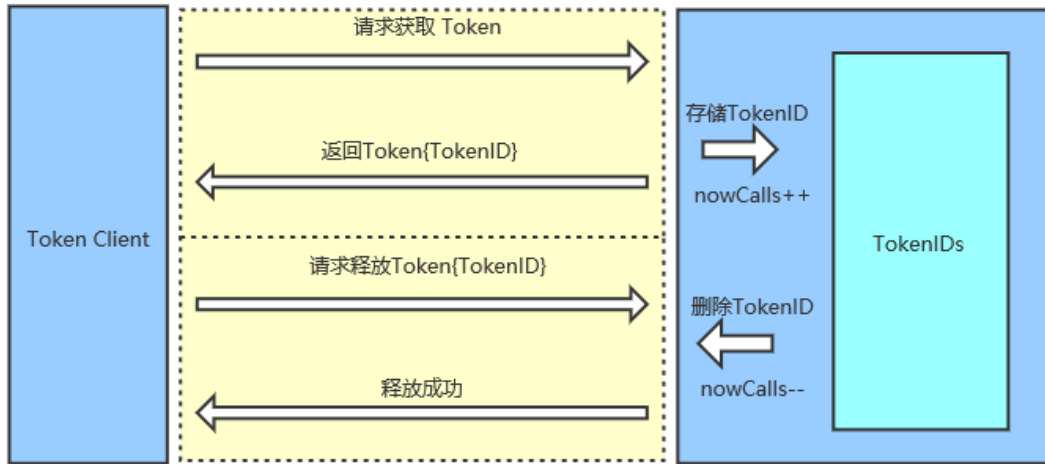 请求获取 Token
存储TokenID
返回Token{TokenID}
nowCalls++
Token Client
TokenIDs
请求释放Token{TokenID}
删除TokenID
释放成功
nowCalls--